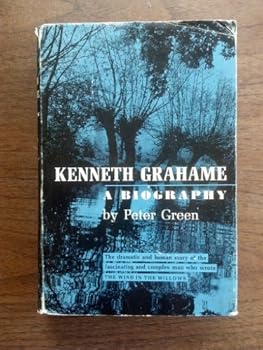 KENNETH GRAHAME
A BIOGRAPHY
by Peter Green
The dramatic and human story of the
fascinating and complex man who wrote
THE WIND IN THE WILLOWS